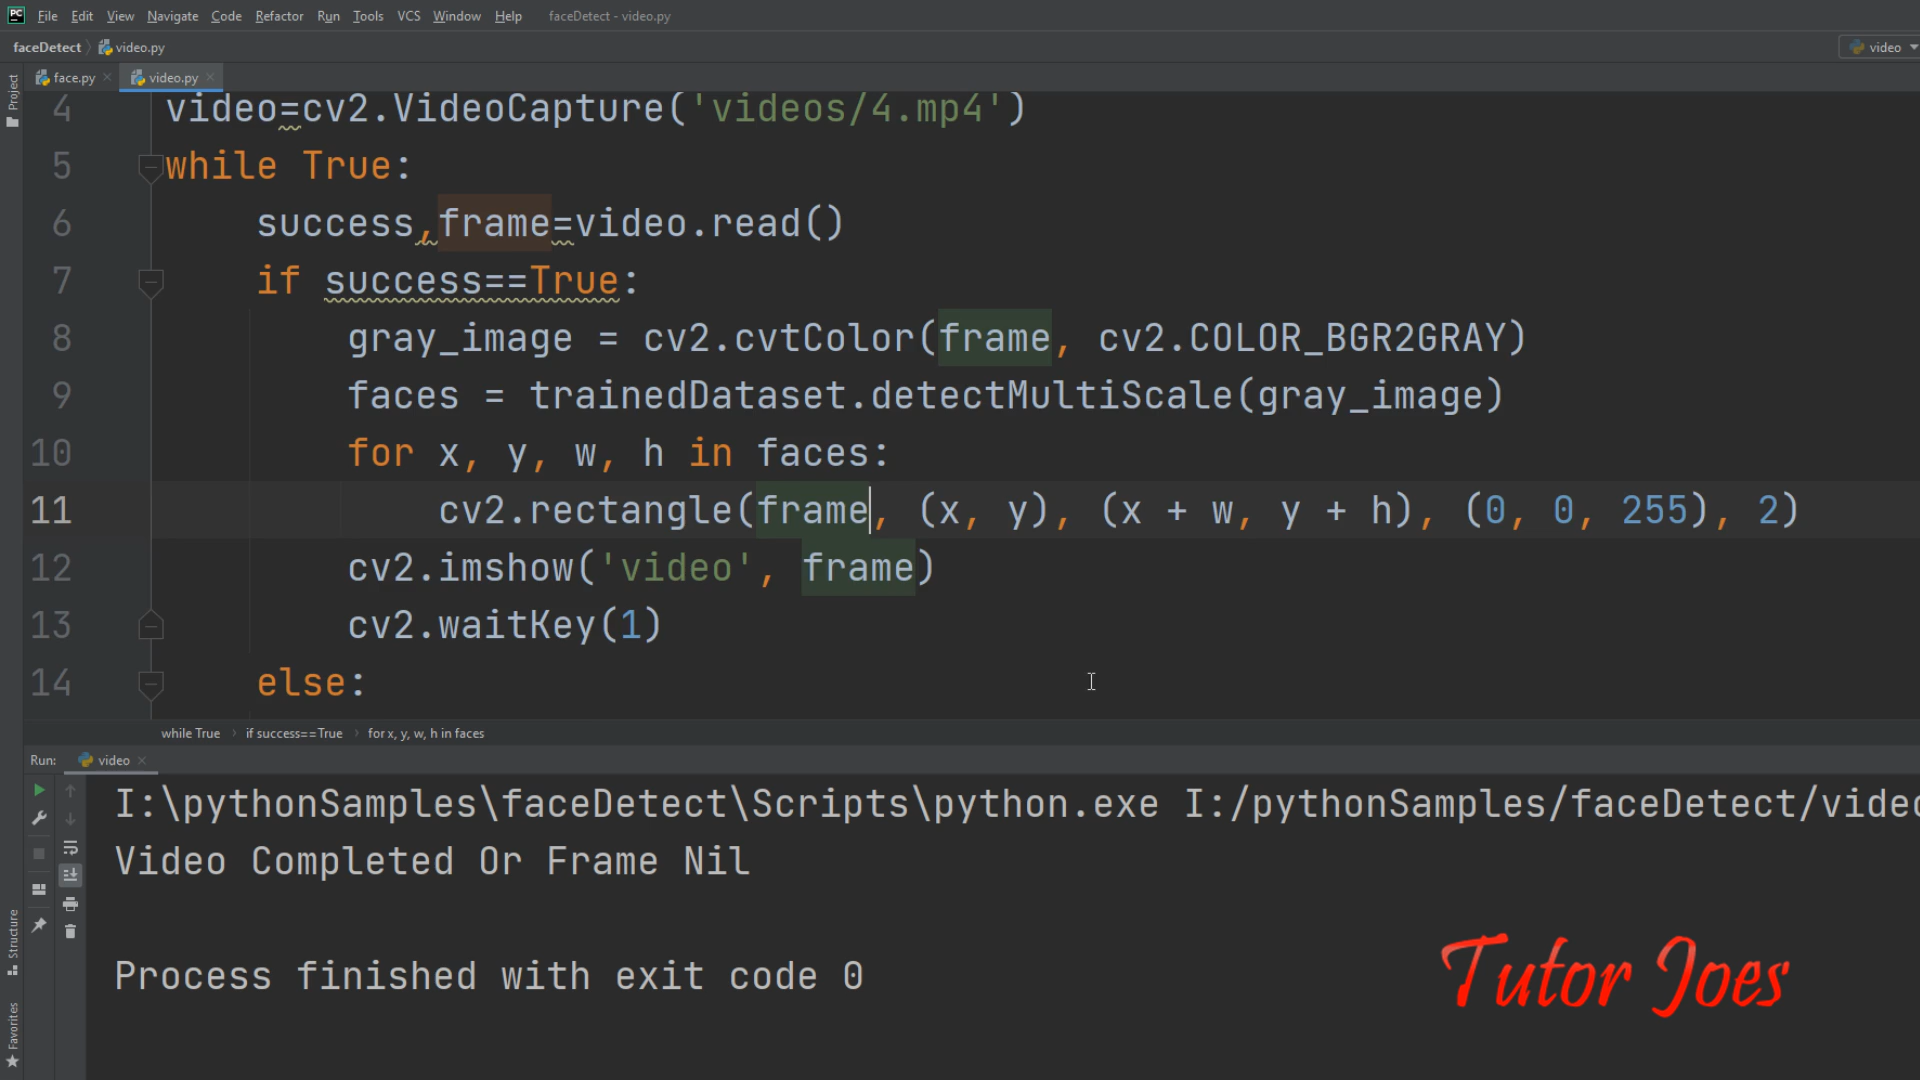 PC File Edit View Navigate Code Refactor Run Tools VCS Window Help faceDetect - video.py
faceDetect video.py video
Project
face.py video.py
4 video=cv2.VideoCapture('videos/4.mp4')
5 while True:
6 success,frame=video.read()
7 if success==True:
8 gray_image = cv2.cvtColor(frame, cv2.COLOR_BGR2GRAY)
9 faces = trainedDataset.detectMultiScale(gray_image)
10 for x, y, w, h in faces:
11 cv2.rectangle(frame, (x, y), (x + w, y + h), (0, 0, 255), 2)
12 cv2.imshow('video', frame)
13 cv2.waitKey(1)
14 else:
while True if success==True for x, y, w, h in faces
Run: video
I:\pythonSamples\faceDetect\Scripts\python.exe I:/pythonSamples/faceDetect/video
Video Completed Or Frame Nil
Process finished with exit code 0
Structure
Favorites
Tutor Joes